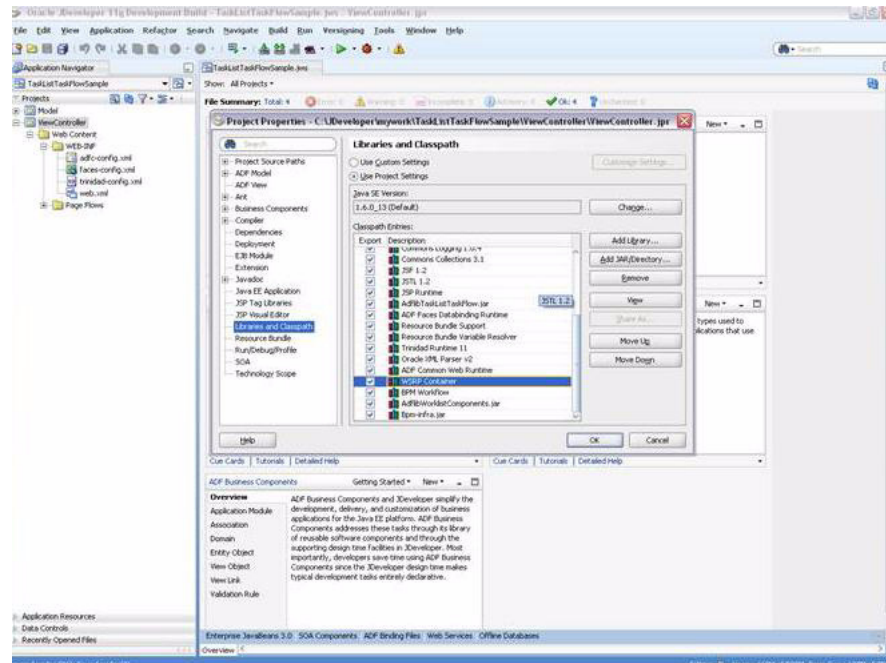 Oracle JDeveloper 11g Development Build - TaskListTaskFlowSample.jws : ViewController.jpr
File Edit View Application Refactor Search Navigate Build Run Versioning Tools Window Help
Search
Application Navigator
TaskListTaskFlowSample.jws
TaskListTaskFlowSample
Show: All Projects
Projects
File Summary: Total: 4
Ok: 4
Model
ViewController
Web Content
WEB-INF
adfc-config.xml
faces-config.xml
trinidad-config.xml
web.xml
Page Flows
Project Properties - C:\JDeveloper\mywork\TaskListTaskFlowSample\ViewController\ViewController.jpr
New
Search
Project Source Paths
ADF Model
ADF View
Ant
Business Components
Compiler
Dependencies
Deployment
EJB Module
Extension
Javadoc
Java EE Application
JSP Tag Libraries
JSP Visual Editor
Libraries and Classpath
Resource Bundle
Run/Debug/Profile
SOA
Technology Scope
Libraries and Classpath
Use Custom Settings
Customize Settings...
Use Project Settings
Java SE Version:
1.6.0_13 (Default)
Change...
Classpath Entries:
Export Description
Commons Logging 1.0.4
Commons Collections 3.1
JSF 1.2
JSTL 1.2
JSP Runtime
AdflibTaskListTaskFlow.jar
ADF Faces Databinding Runtime
Resource Bundle Support
Resource Bundle Variable Resolver
Trinidad Runtime 11
Oracle XML Parser v2
ADF Common Web Runtime
WSRP Container
BPM Workflow
AdflibWorklistComponents.jar
Bpm-infra.jar
JSTL 1.2
Add Library...
Add JAR/Directory...
Remove
View
Share As...
Move Up
Move Down
Help
OK
Cancel
New
types used to
that use
Cue Cards | Tutorials | Detailed Help
Cue Cards | Tutorials | Detailed Help
ADF Business Components
Getting Started
New
Overview
Application Module
Association
Domain
Entity Object
View Object
View Link
Validation Rule
ADF Business Components and JDeveloper simplify the
development, delivery, and customization of business
applications for the Java EE platform. ADF Business
Components addresses these tasks through its library
of reusable software components and through the
supporting design time facilities in JDeveloper. Most
importantly, developers save time using ADF Business
Components since the JDeveloper design time makes
typical development tasks entirely declarative.
Application Resources
Data Controls
Recently Opened Files
Enterprise JavaBeans 3.0 SOA Components ADF Binding Files Web Services Offline Databases
Overview